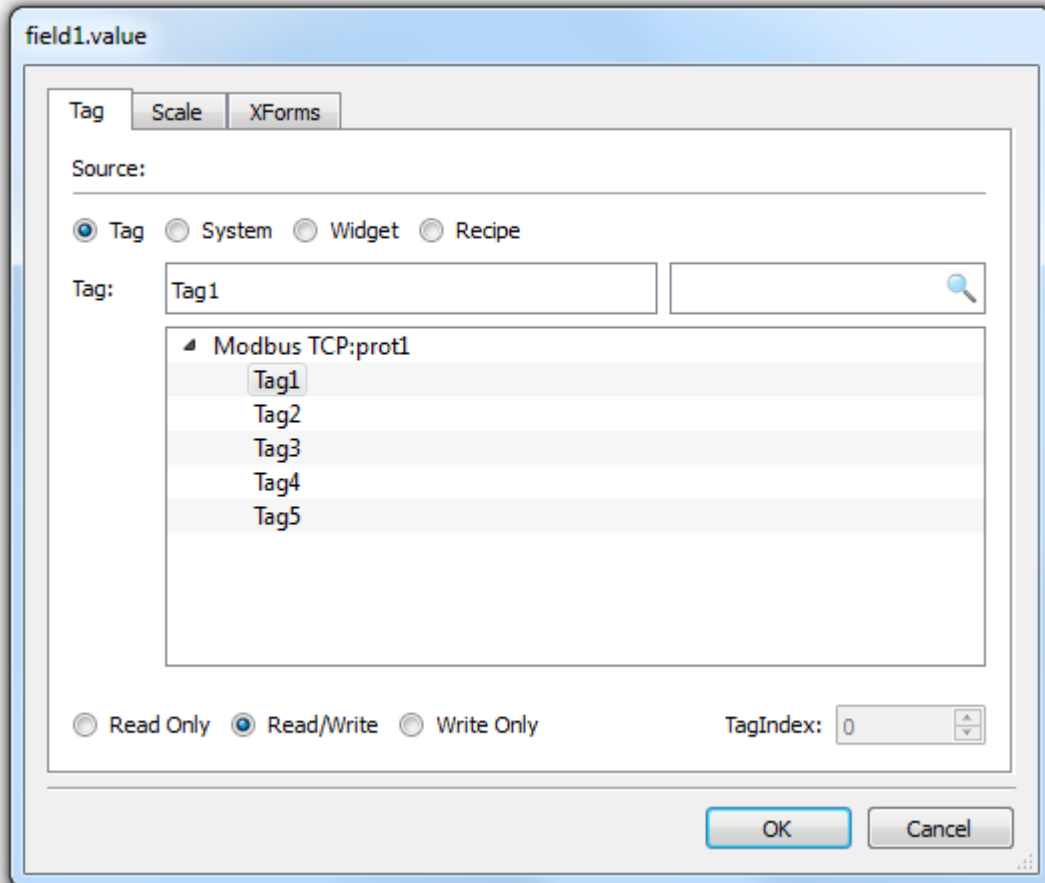 field1.value
Tag Scale XForms
Source:
Tag System Widget Recipe
Tag: Tag1
Modbus TCP:prot1
Tag1
Tag2
Tag3
Tag4
Tag5
Read Only Read/Write Write Only TagIndex: 0
OK Cancel